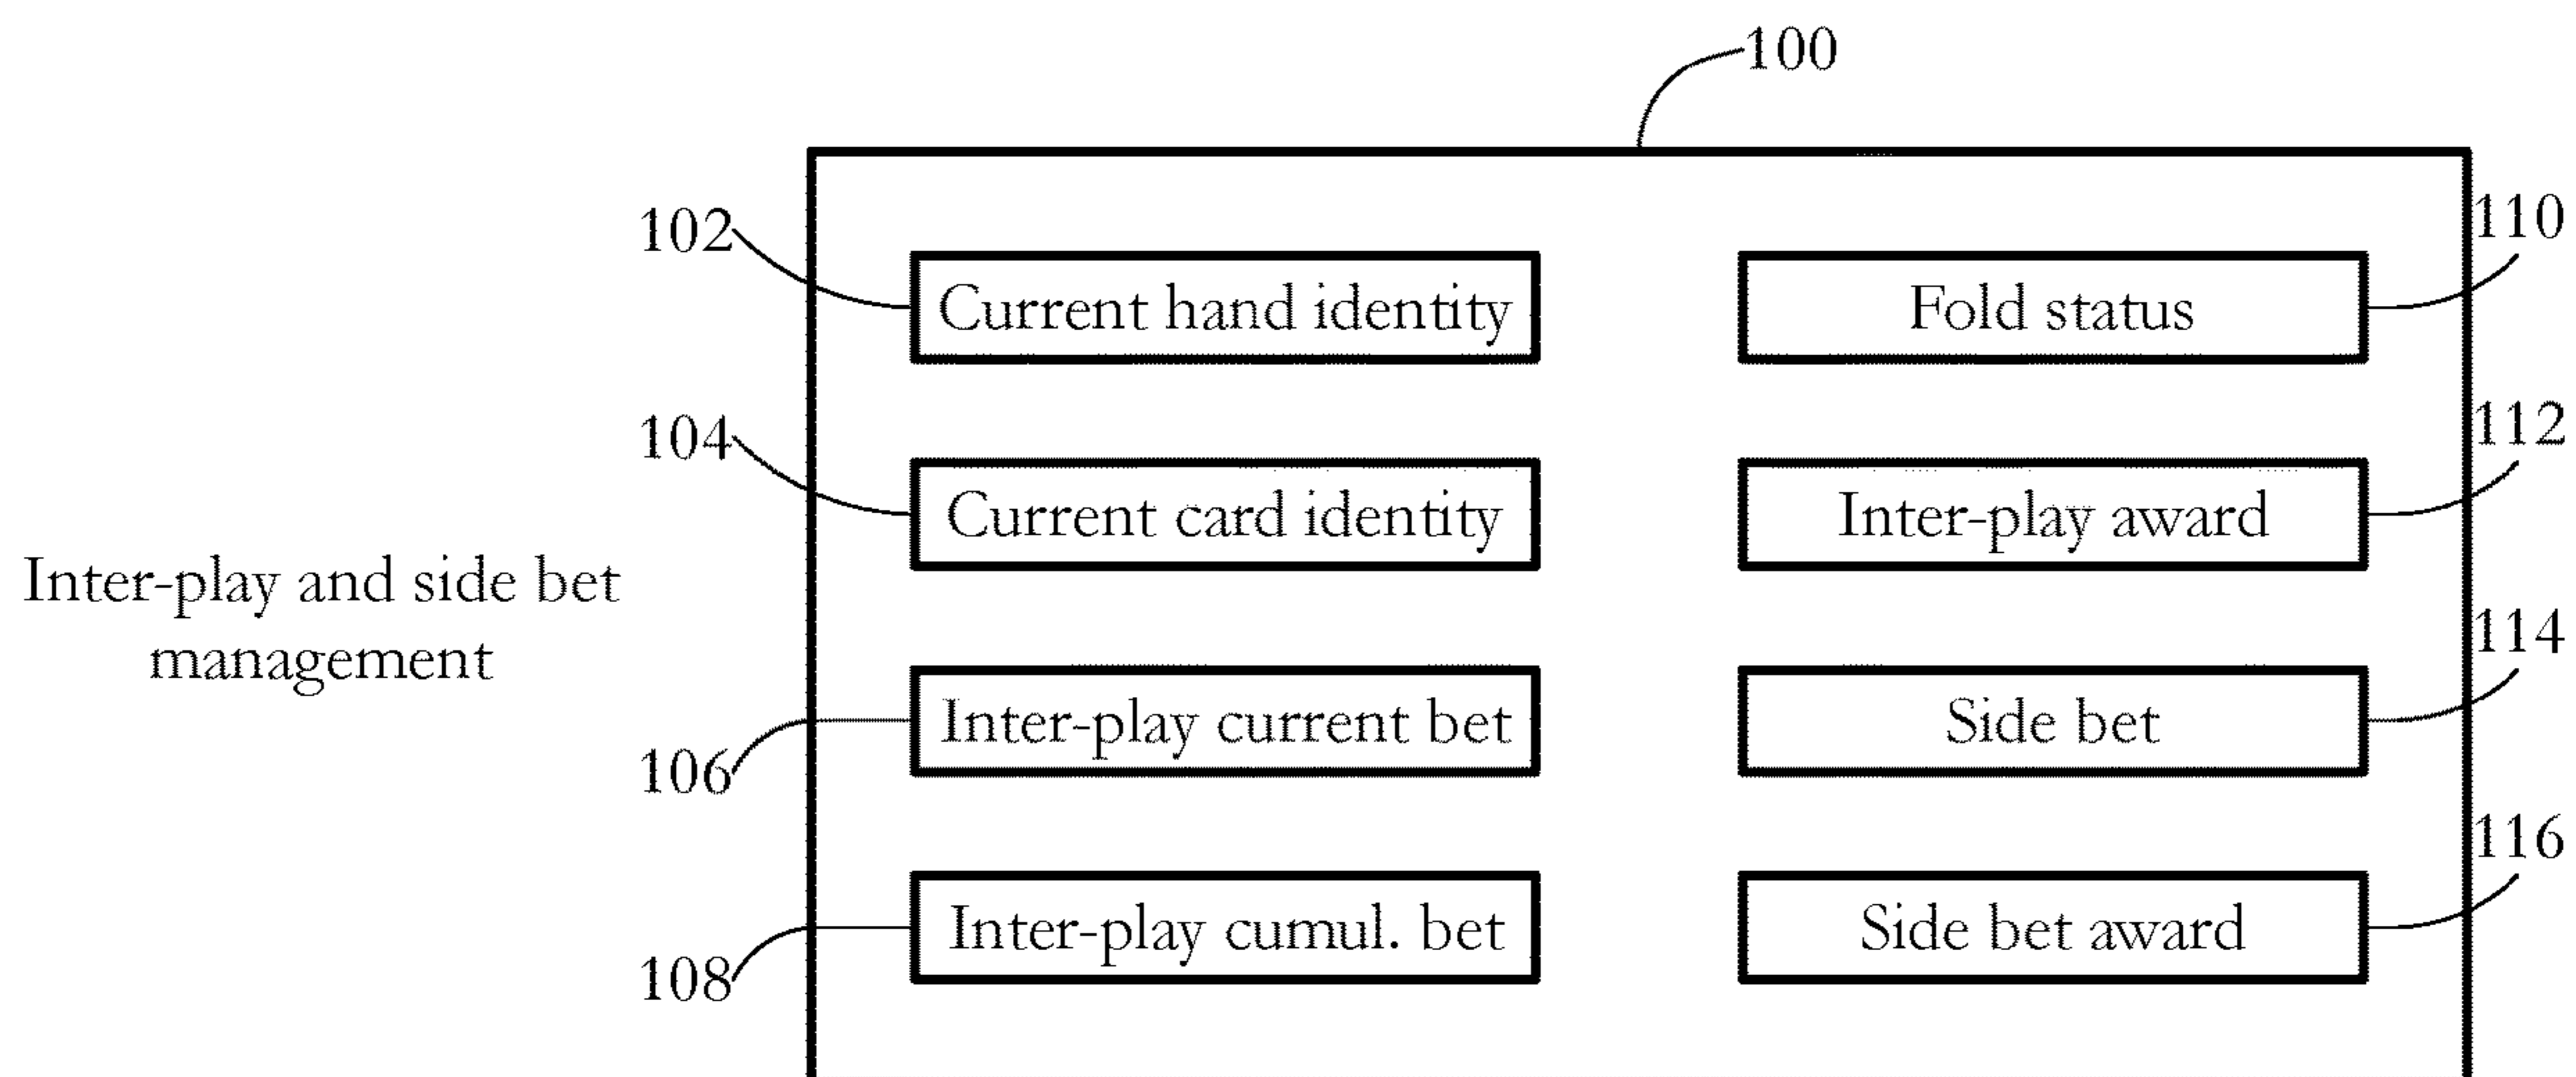 100
102
Current hand identity
Fold status
110
104
Current card identity
Inter-play award
112
Inter-play and side bet
management
106
Inter-play current bet
Side bet
114
108
Inter-play cumul. bet
Side bet award
116